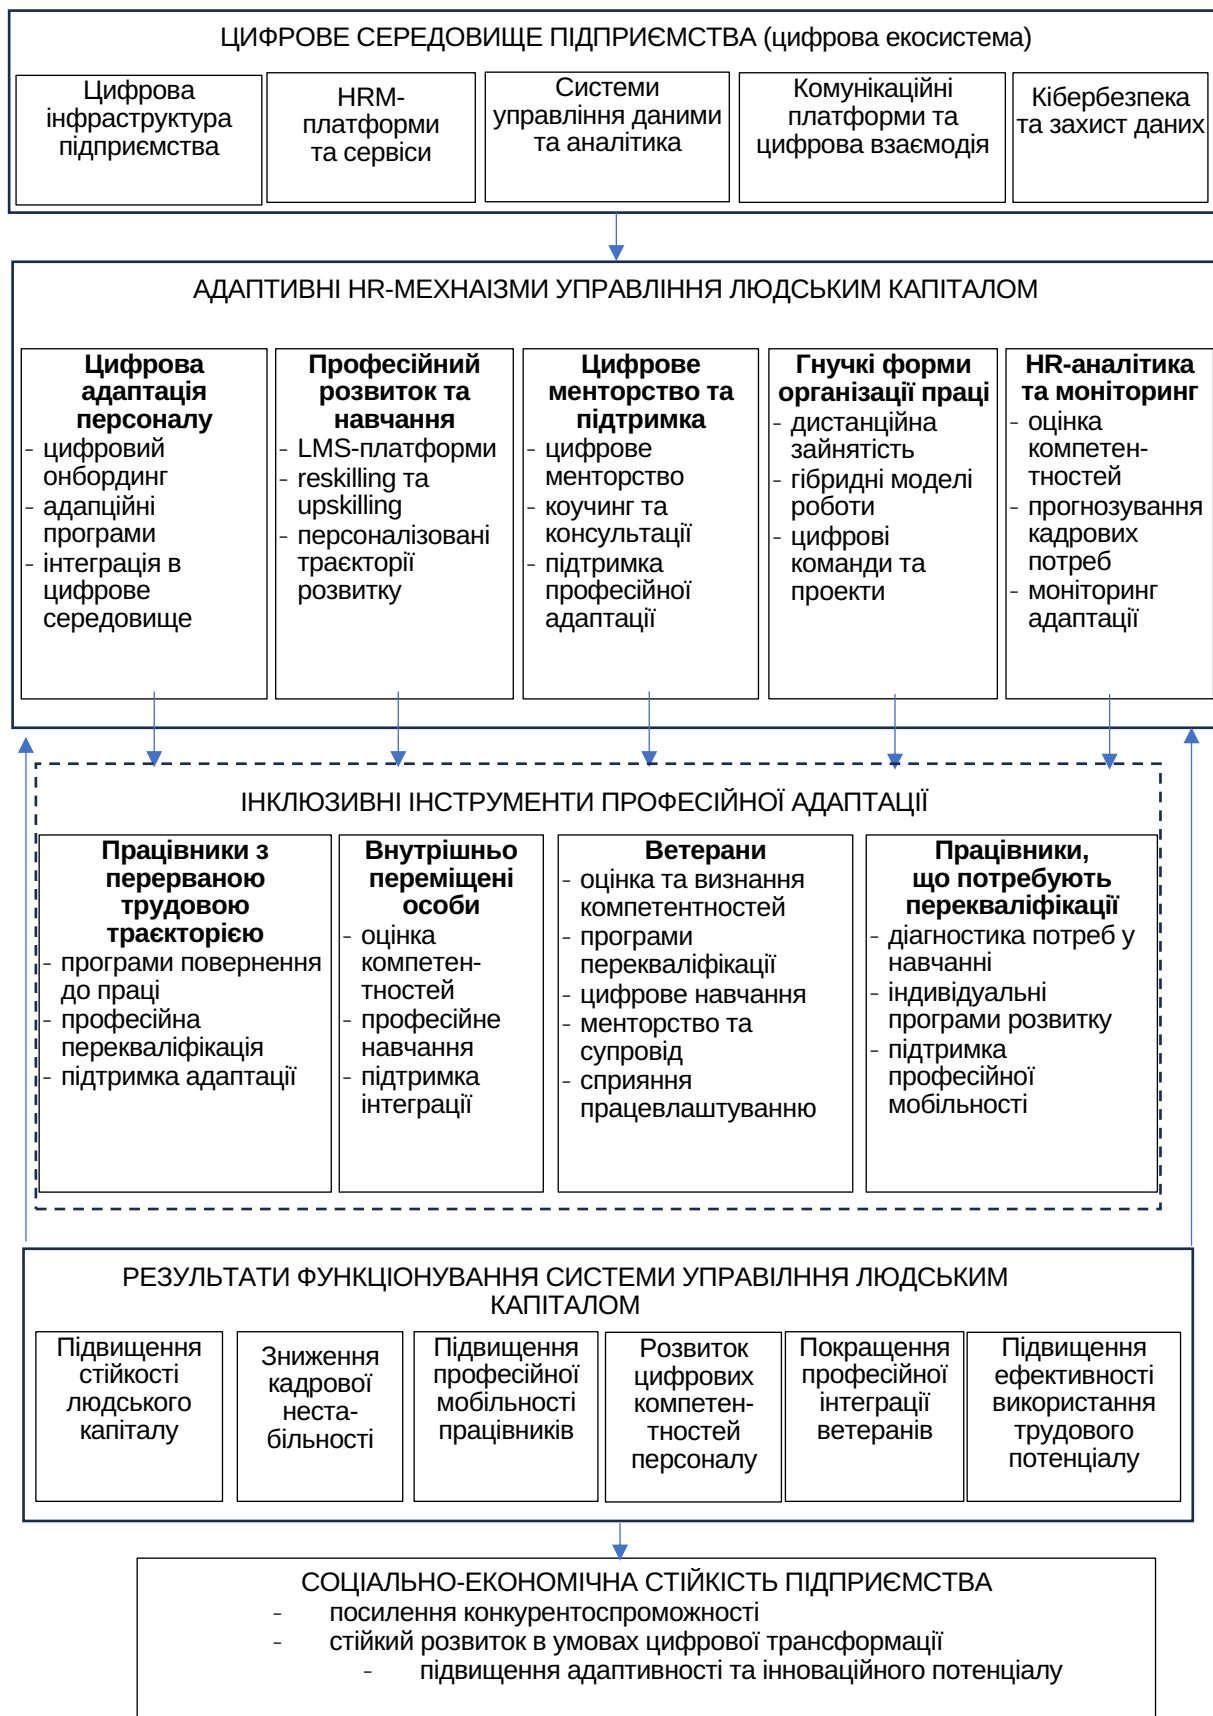 ЦИФРОВЕ СЕРЕДОВИЩЕ ПІДПРИЄМСТВА (цифрова екосистема)
Цифрова
інфраструктура
підприємства
HRM-
платформи
та сервіси
Системи
управління даними
та аналітика
Комунікаційні
платформи та
цифрова взаємодія
Кібербезпека
та захист даних
АДАПТИВНІ HR-МЕХНАІЗМИ УПРАВЛІННЯ ЛЮДСЬКИМ КАПІТАЛОМ
Цифрова
адаптація
персоналу
- цифровий
онбординг
- адапційні
програми
- інтеграція в
цифрове
середовище
Професійний
розвиток та
навчання
- LMS-платформи
- reskilling та
upskilling
- персоналізовані
траєкторії
розвитку
Цифрове
менторство та
підтримка
- цифрове
менторство
- коучинг та
консультації
- підтримка
професійної
адаптації
Гнучкі форми
організації праці
- дистанційна
зайнятість
- гібридні моделі
роботи
- цифрові
команди та
проекти
HR-аналітика
та моніторинг
- оцінка
компетен-
тностей
- прогнозування
кадрових
потреб
- моніторинг
адаптації
ІНКЛЮЗИВНІ ІНСТРУМЕНТИ ПРОФЕСІЙНОЇ АДАПТАЦІЇ
Працівники з
перерваною
трудовою
траєкторією
- програми повернення
до праці
- професійна
перекваліфікація
- підтримка адаптації
Внутрішньо
переміщені
особи
- оцінка
компетен-
тностей
- професійне
навчання
- підтримка
інтеграції
Ветерани
- оцінка та визнання
компетентностей
- програми
перекваліфікації
- цифрове навчання
- менторство та
супровід
- сприяння
працевлаштуванню
Працівники,
що потребують
перекваліфікації
- діагностика потреб у
навчанні
- індивідуальні
програми розвитку
- підтримка
професійної
мобільності
РЕЗУЛЬТАТИ ФУНКЦІОНУВАННЯ СИСТЕМИ УПРАВІЛННЯ ЛЮДСЬКИМ
КАПІТАЛОМ
Підвищення
стійкості
людського
капіталу
Зниження
кадрової
неста-
більності
Підвищення
професійної
мобільності
працівників
Розвиток
цифрових
компетен-
тностей
персоналу
Покращення
професійної
інтеграції
ветеранів
Підвищення
ефективності
використання
трудового
потенціалу
СОЦІАЛЬНО-ЕКОНОМІЧНА СТІЙКІСТЬ ПІДПРИЄМСТВА
- посилення конкурентоспроможності
- стійкий розвиток в умовах цифрової трансформації
- підвищення адаптивності та інноваційного потенціалу